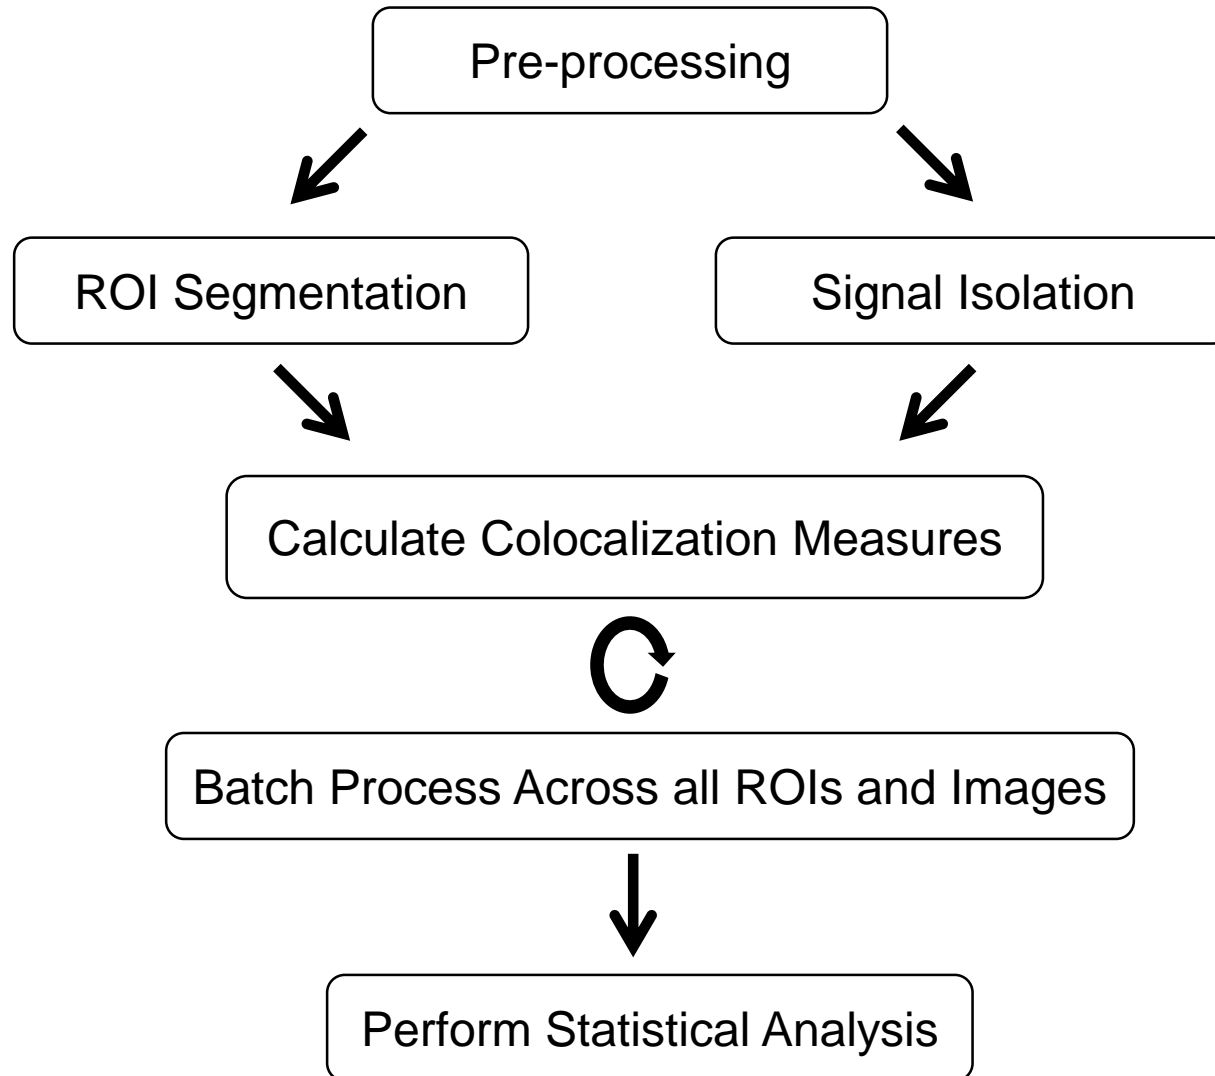 Pre-processing
ROI Segmentation
Signal Isolation
Calculate Colocalization Measures
Batch Process Across all ROIs and Images
Perform Statistical Analysis